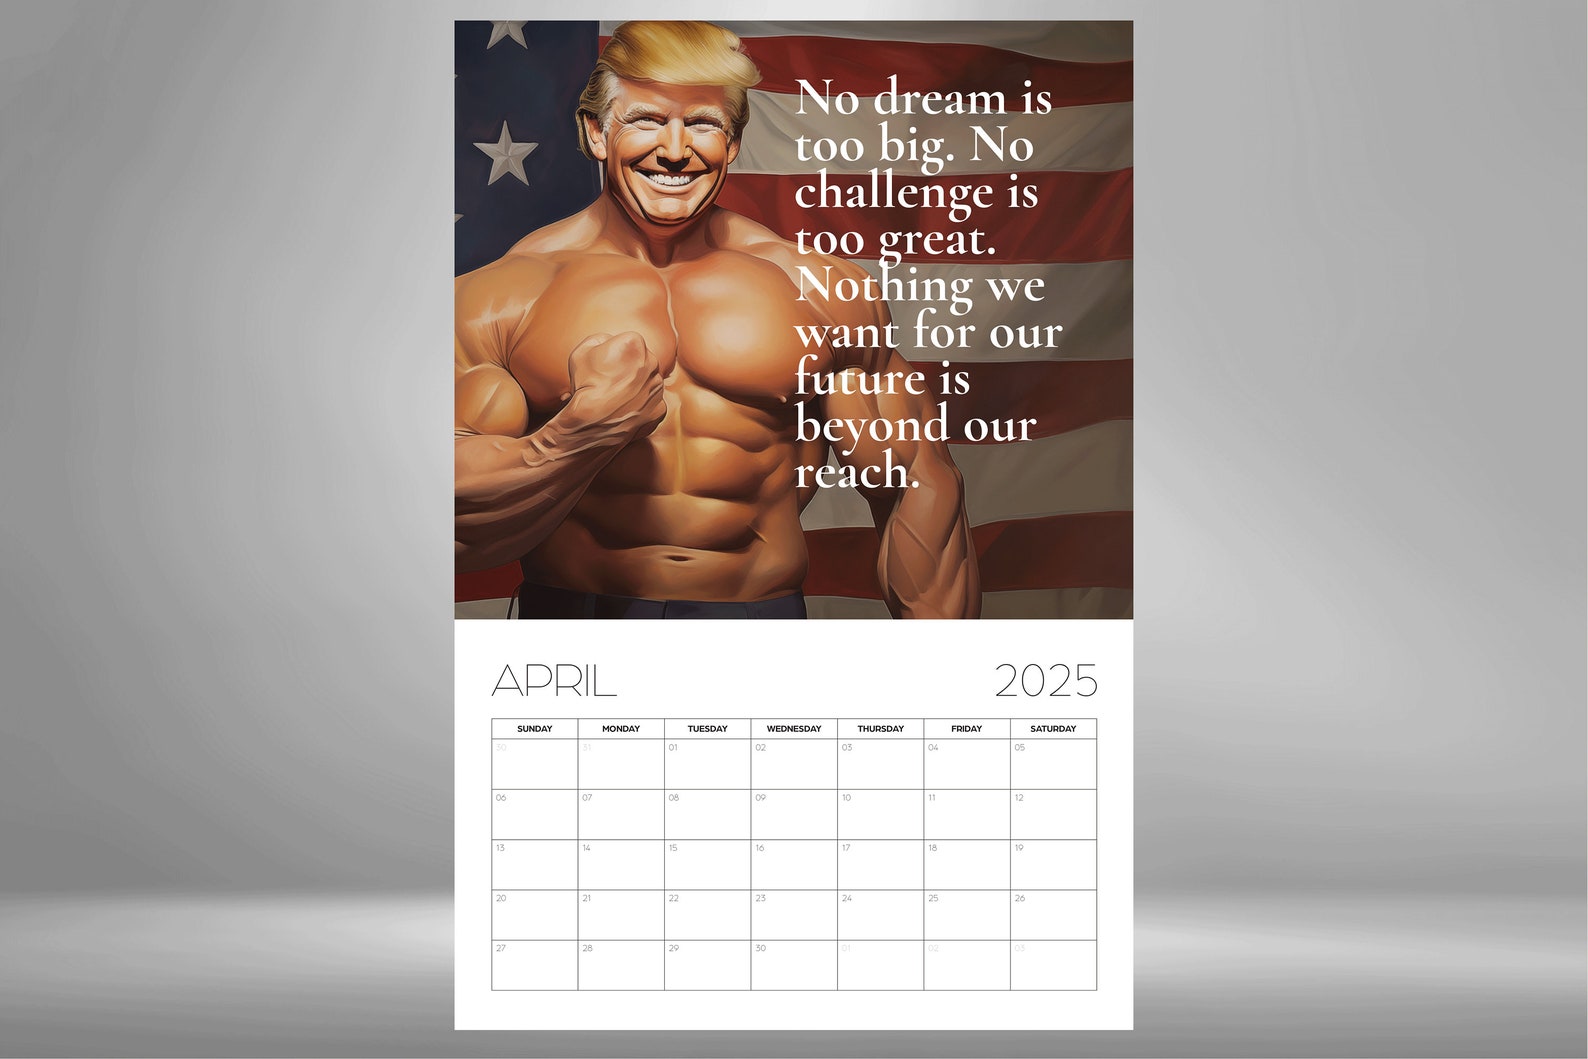 No dream is
too big. No
challenge is
too great.
Nothing we
want for our
future is
beyond our
reach.
APRIL 2025
SUNDAY MONDAY TUESDAY WEDNESDAY THURSDAY FRIDAY SATURDAY
30 31 01 02 03 04 05
06 07 08 09 10 11 12
13 14 15 16 17 18 19
20 21 22 23 24 25 26
27 28 29 30 01 02 03